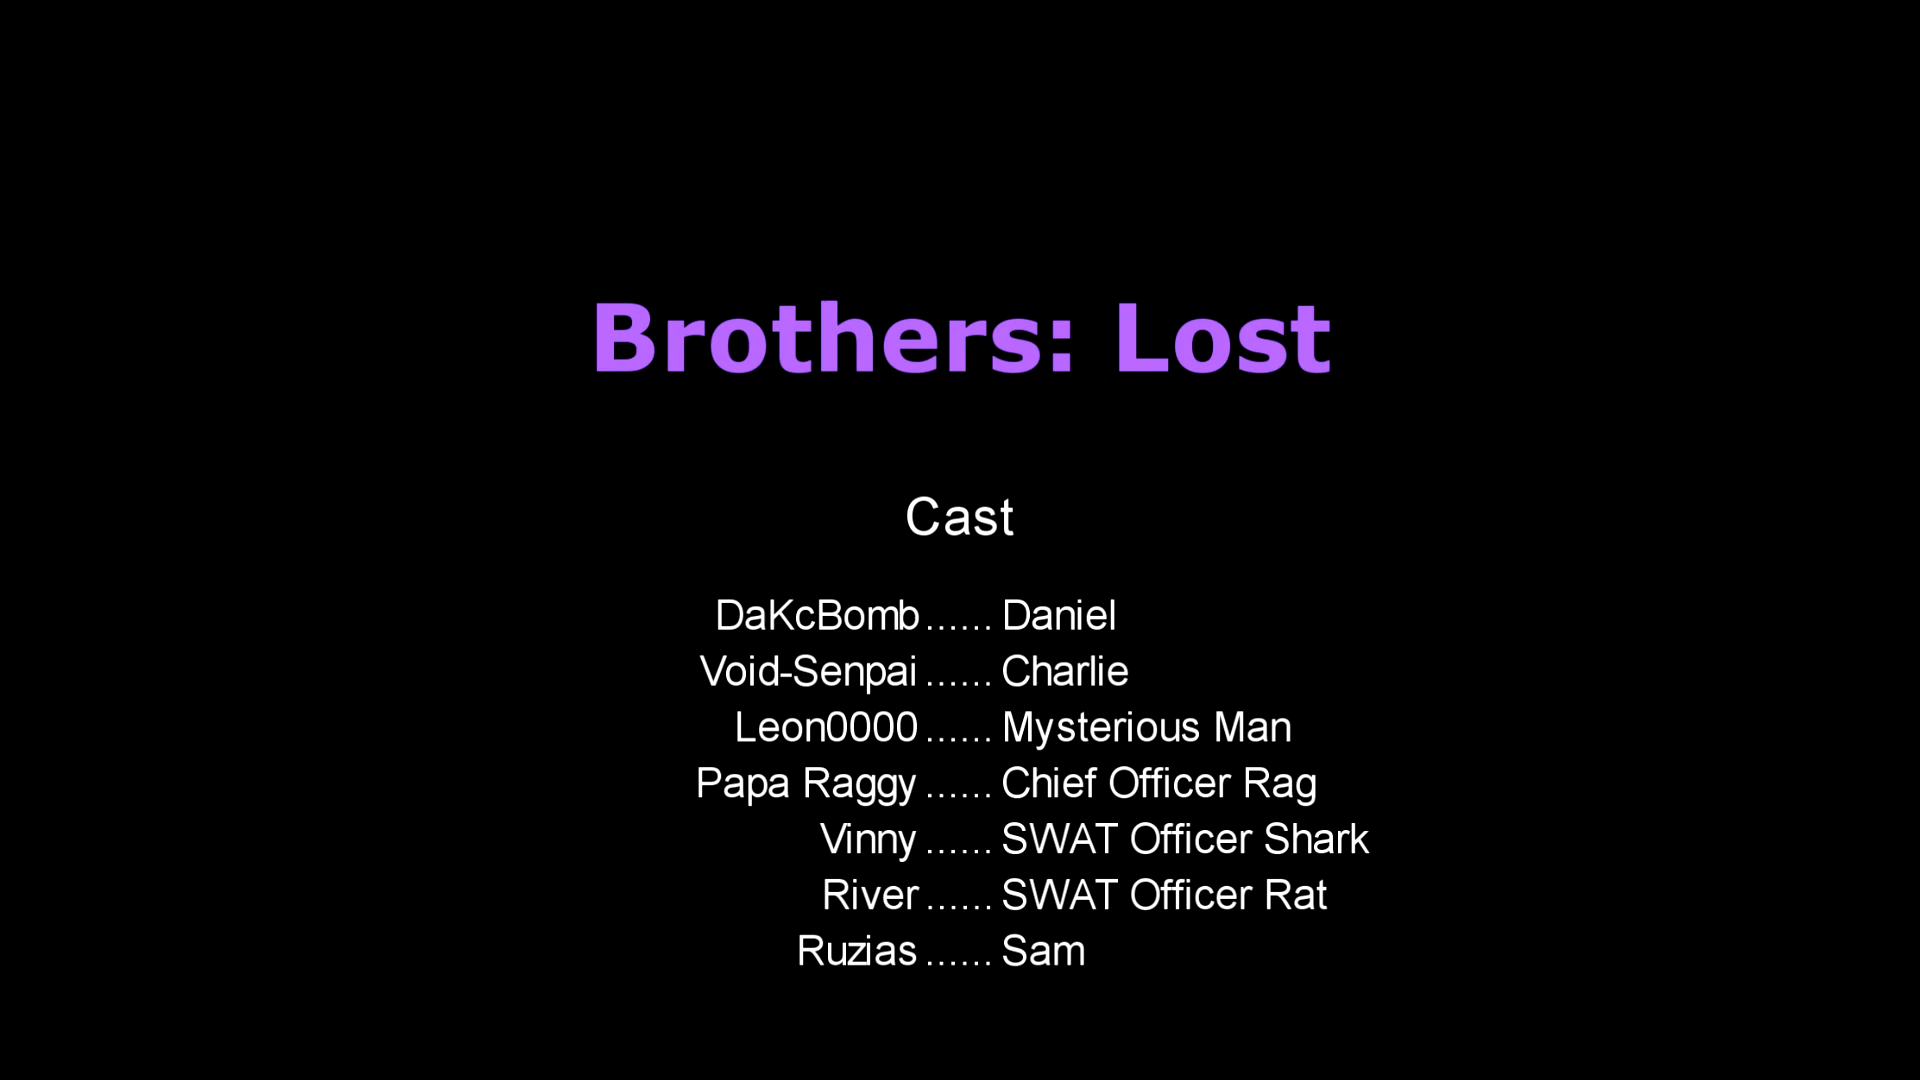 Brothers: Lost
Cast
DaKcBomb ...... Daniel
Void-Senpai ...... Charlie
Leon0000 ...... Mysterious Man
Papa Raggy ...... Chief Officer Rag
Vinny ...... SWAT Officer Shark
River ...... SWAT Officer Rat
Ruzias ...... Sam